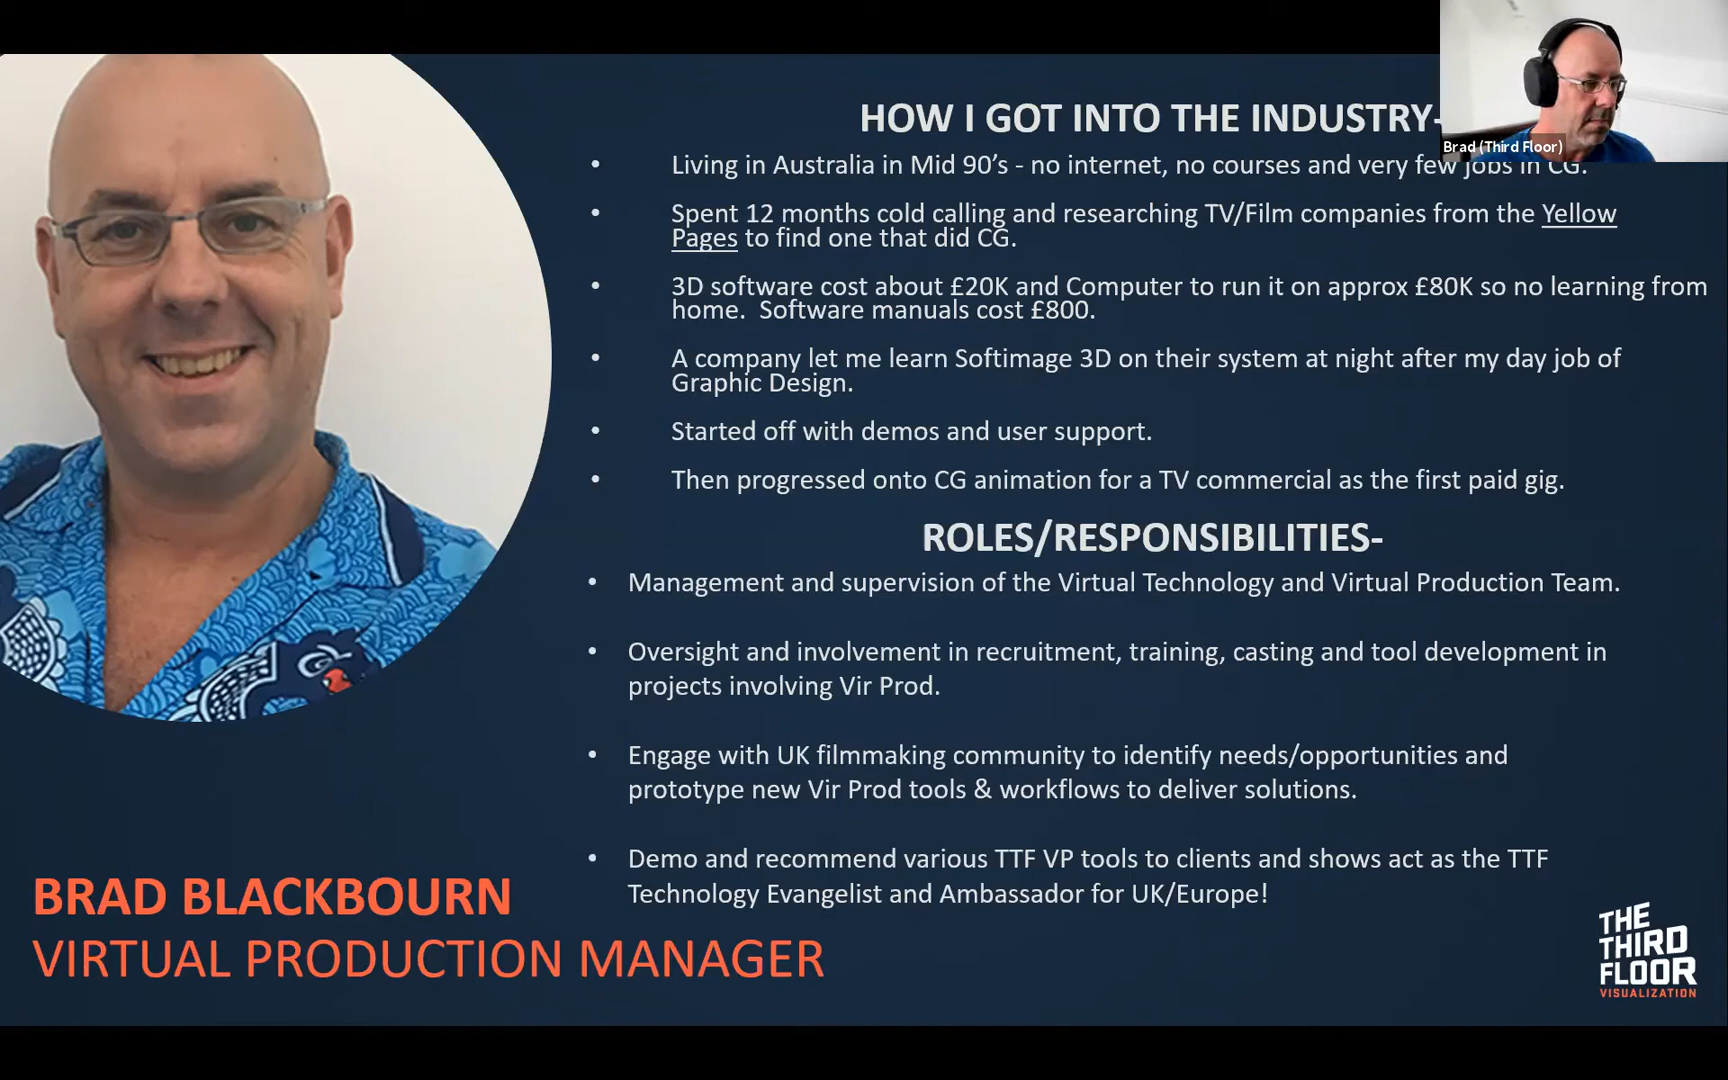 HOW I GOT INTO THE INDUSTRY-
Brad (Third Floor)
• Living in Australia in Mid 90’s - no internet, no courses and very few jobs in CG.
• Spent 12 months cold calling and researching TV/Film companies from the Yellow
Pages to find one that did CG.
• 3D software cost about £20K and Computer to run it on approx £80K so no learning from
home.  Software manuals cost £800.
• A company let me learn Softimage 3D on their system at night after my day job of
Graphic Design.
• Started off with demos and user support.
• Then progressed onto CG animation for a TV commercial as the first paid gig.
ROLES/RESPONSIBILITIES-
• Management and supervision of the Virtual Technology and Virtual Production Team.
• Oversight and involvement in recruitment, training, casting and tool development in
projects involving Vir Prod.
• Engage with UK filmmaking community to identify needs/opportunities and
prototype new Vir Prod tools & workflows to deliver solutions.
• Demo and recommend various TTF VP tools to clients and shows act as the TTF
Technology Evangelist and Ambassador for UK/Europe!
BRAD BLACKBOURN
VIRTUAL PRODUCTION MANAGER
THE
THIRD
FLOOR
VISUALIZATION